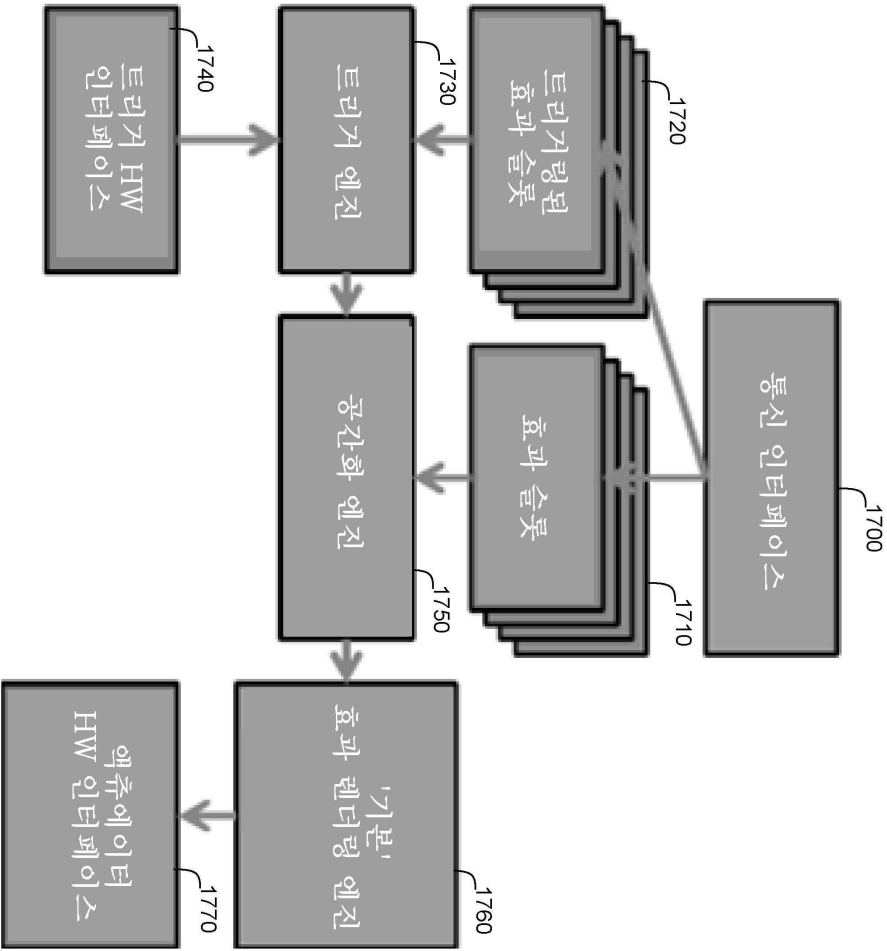 통신 인터페이스
1700
트리거링된
효과 슬롯
1720
효과 슬롯
1710
트리거 엔진
1730
공간화 엔진
1750
'기본'
효과 렌더링 엔진
1760
트리거 HW
인터페이스
1740
액츄에이터
HW 인터페이스
1770